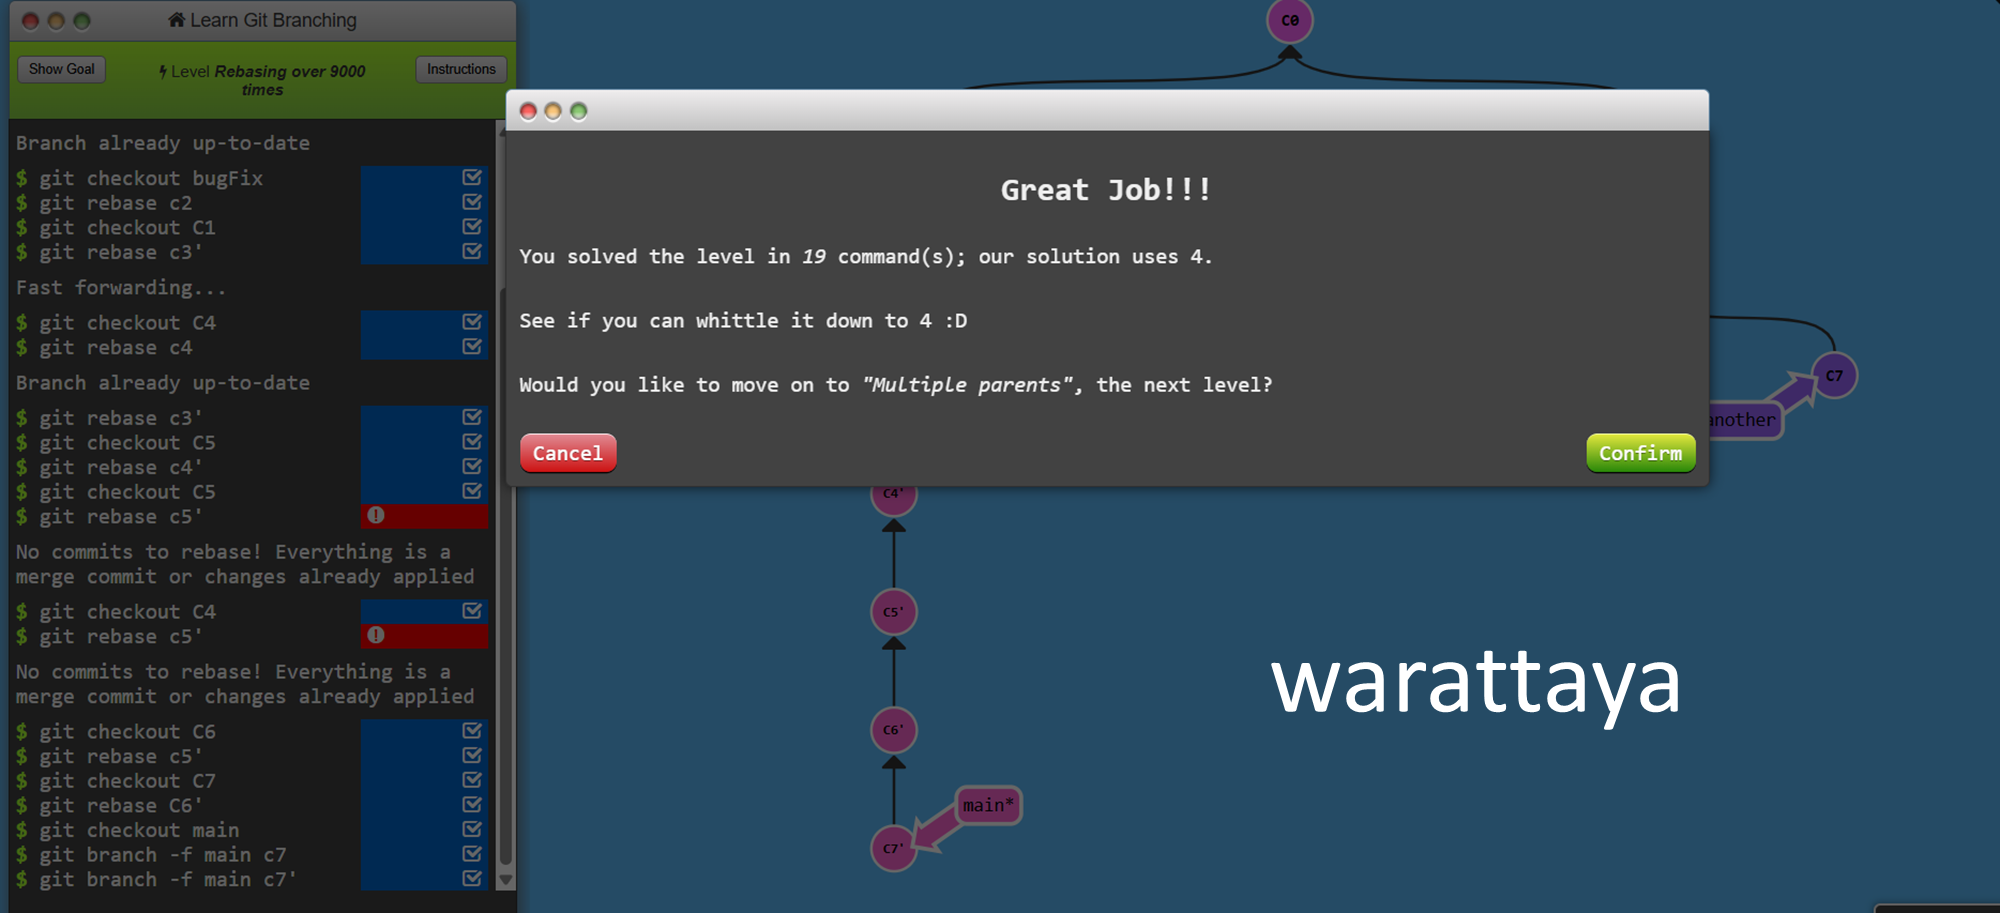 Learn Git Branching
Show Goal
Level Rebasing over 9000 times
Instructions
Branch already up-to-date
$ git checkout bugFix
$ git rebase c2
$ git checkout C1
$ git rebase c3'
Fast forwarding...
$ git checkout C4
$ git rebase c4
Branch already up-to-date
$ git rebase c3'
$ git checkout C5
$ git rebase c4'
$ git checkout C5
$ git rebase c5'
No commits to rebase! Everything is a
merge commit or changes already applied
$ git checkout C4
$ git rebase c5'
No commits to rebase! Everything is a
merge commit or changes already applied
$ git checkout C6
$ git rebase c5'
$ git checkout C7
$ git rebase C6'
$ git checkout main
$ git branch -f main c7
$ git branch -f main c7'
C0
Great Job!!!
You solved the level in 19 command(s); our solution uses 4.
See if you can whittle it down to 4 :D
Would you like to move on to "Multiple parents", the next level?
Cancel
Confirm
C7
another
C4'
C5'
C6'
main*
C7'
warattaya